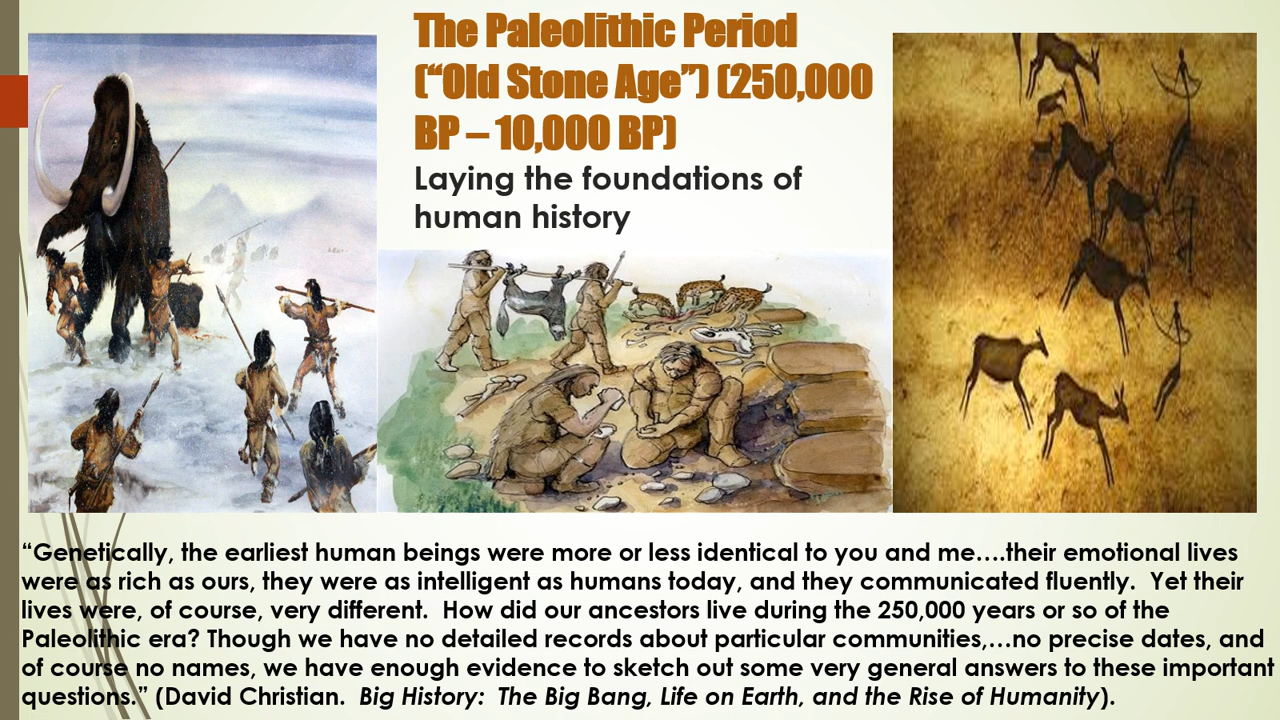 The Paleolithic Period
(“Old Stone Age”) (250,000
BP – 10,000 BP)
Laying the foundations of
human history
“Genetically, the earliest human beings were more or less identical to you and me….their emotional lives
were as rich as ours, they were as intelligent as humans today, and they communicated fluently.  Yet their
lives were, of course, very different.  How did our ancestors live during the 250,000 years or so of the
Paleolithic era? Though we have no detailed records about particular communities,…no precise dates, and
of course no names, we have enough evidence to sketch out some very general answers to these important
questions.” (David Christian.  Big History:  The Big Bang, Life on Earth, and the Rise of Humanity).